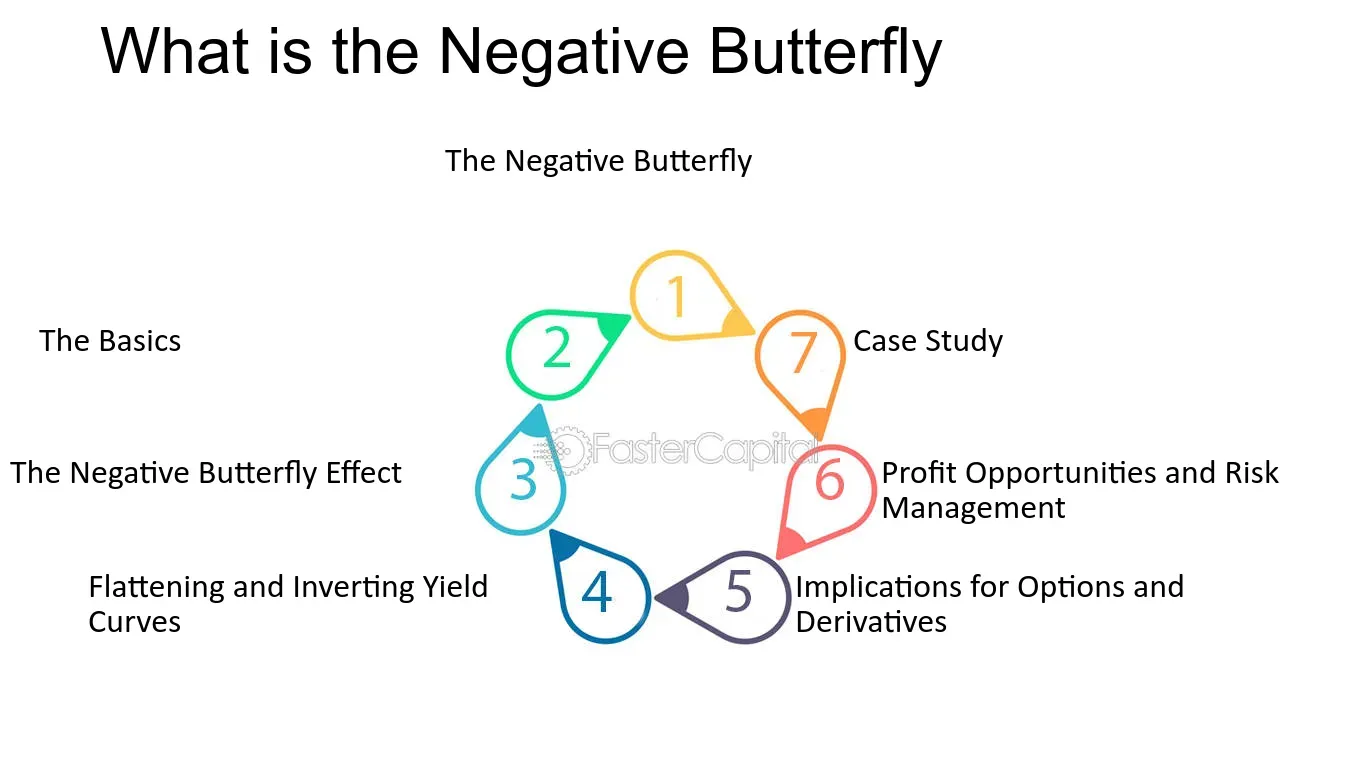 What is the Negative Butterfly
The Negative Butterfly
1
2
7
The Basics
Case Study
FasterCapital
The Negative Butterfly Effect
3
6
Profit Opportunities and Risk
Management
Flattening and Inverting Yield
Curves
4
5
Implications for Options and
Derivatives